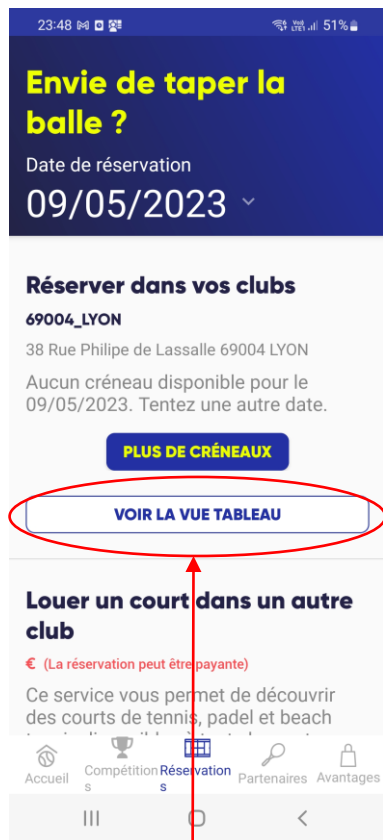 23:48 51%
Envie de taper la
balle ?
Date de réservation
09/05/2023
Réserver dans vos clubs
69004_LYON
38 Rue Philipe de Lassalle 69004 LYON
Aucun créneau disponible pour le
09/05/2023. Tentez une autre date.
PLUS DE CRÉNEAUX
VOIR LA VUE TABLEAU
Louer un court dans un autre
club
€ (La réservation peut être payante)
Ce service vous permet de découvrir
des courts de tennis, padel et beach
Accueil Compétition Réservation Partenaires Avantages
s s